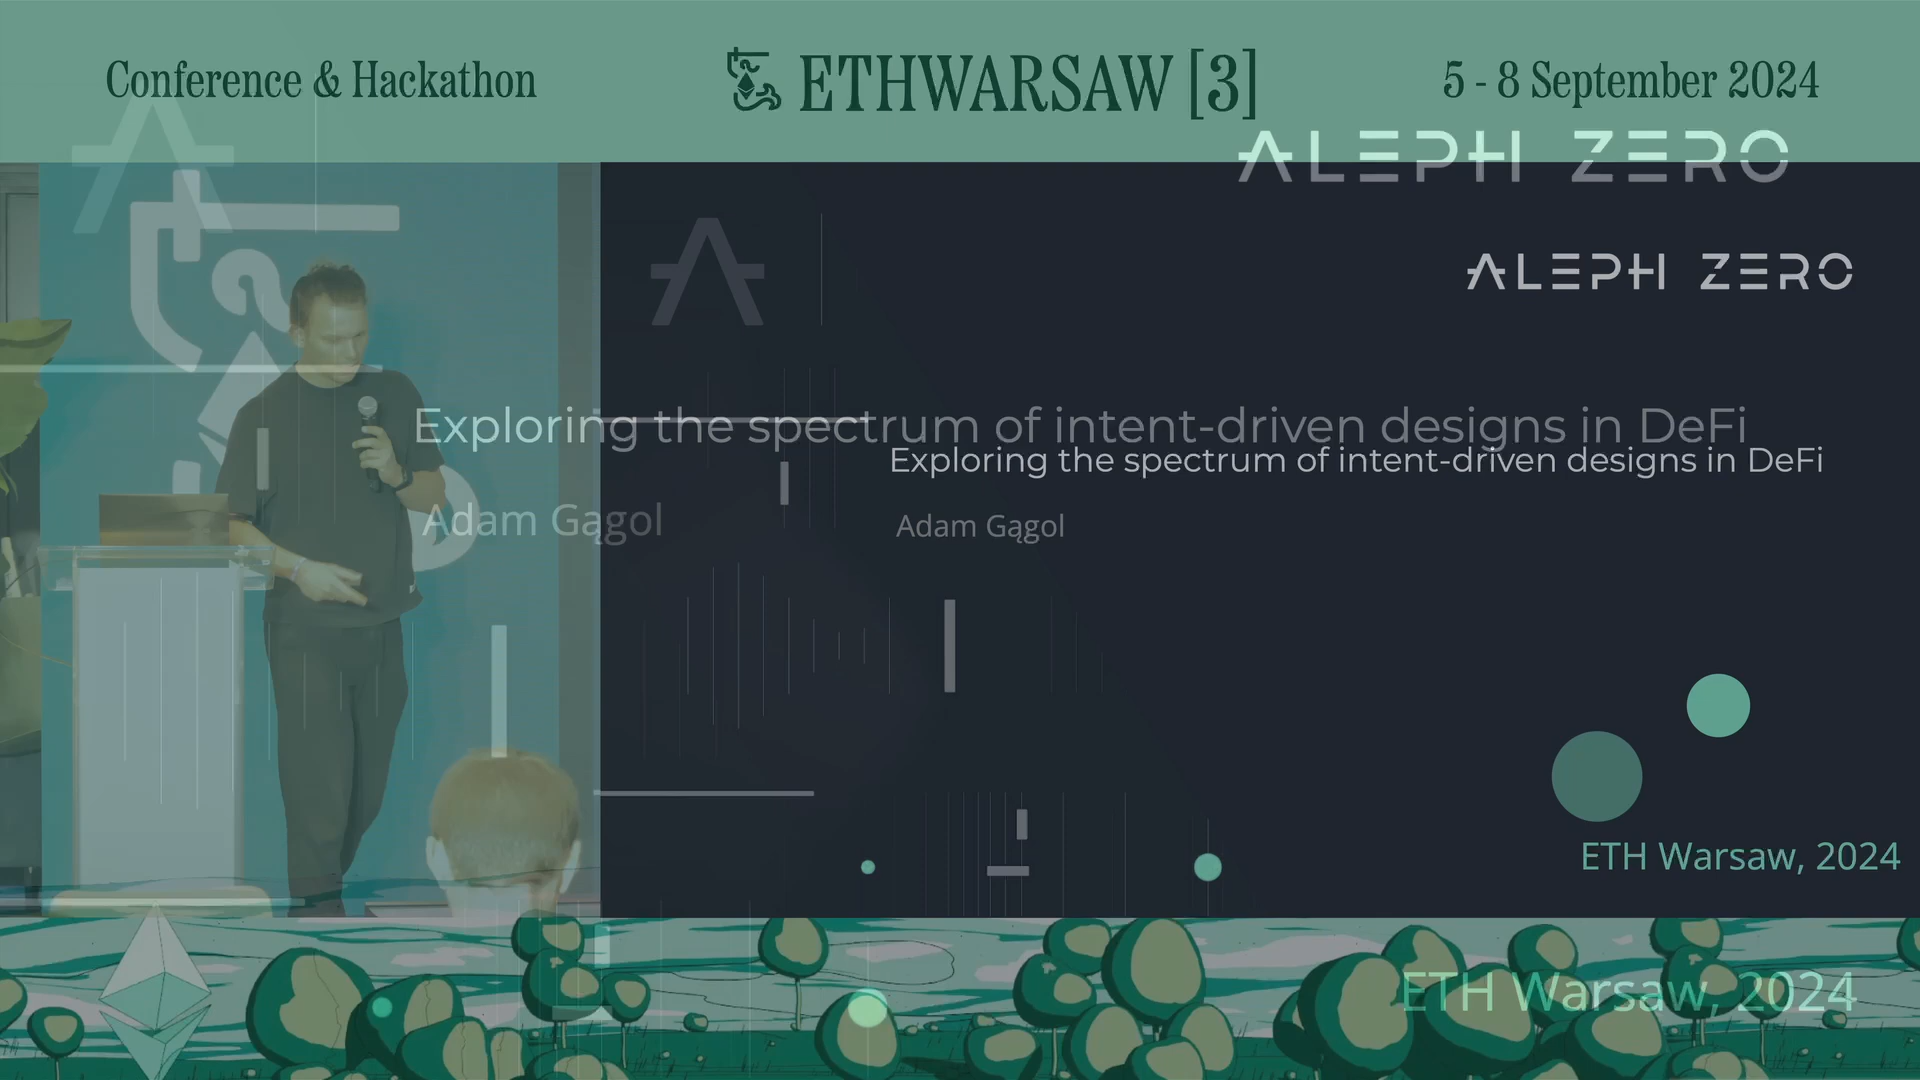 Conference & Hackathon
ETHWARSAW [3]
5 - 8 September 2024
ALEPH ZERO
ALEPH ZERO
Exploring the spectrum of intent-driven designs in DeFi
Exploring the spectrum of intent-driven designs in DeFi
Adam Gągol
Adam Gągol
ETH Warsaw, 2024
ETH Warsaw, 2024